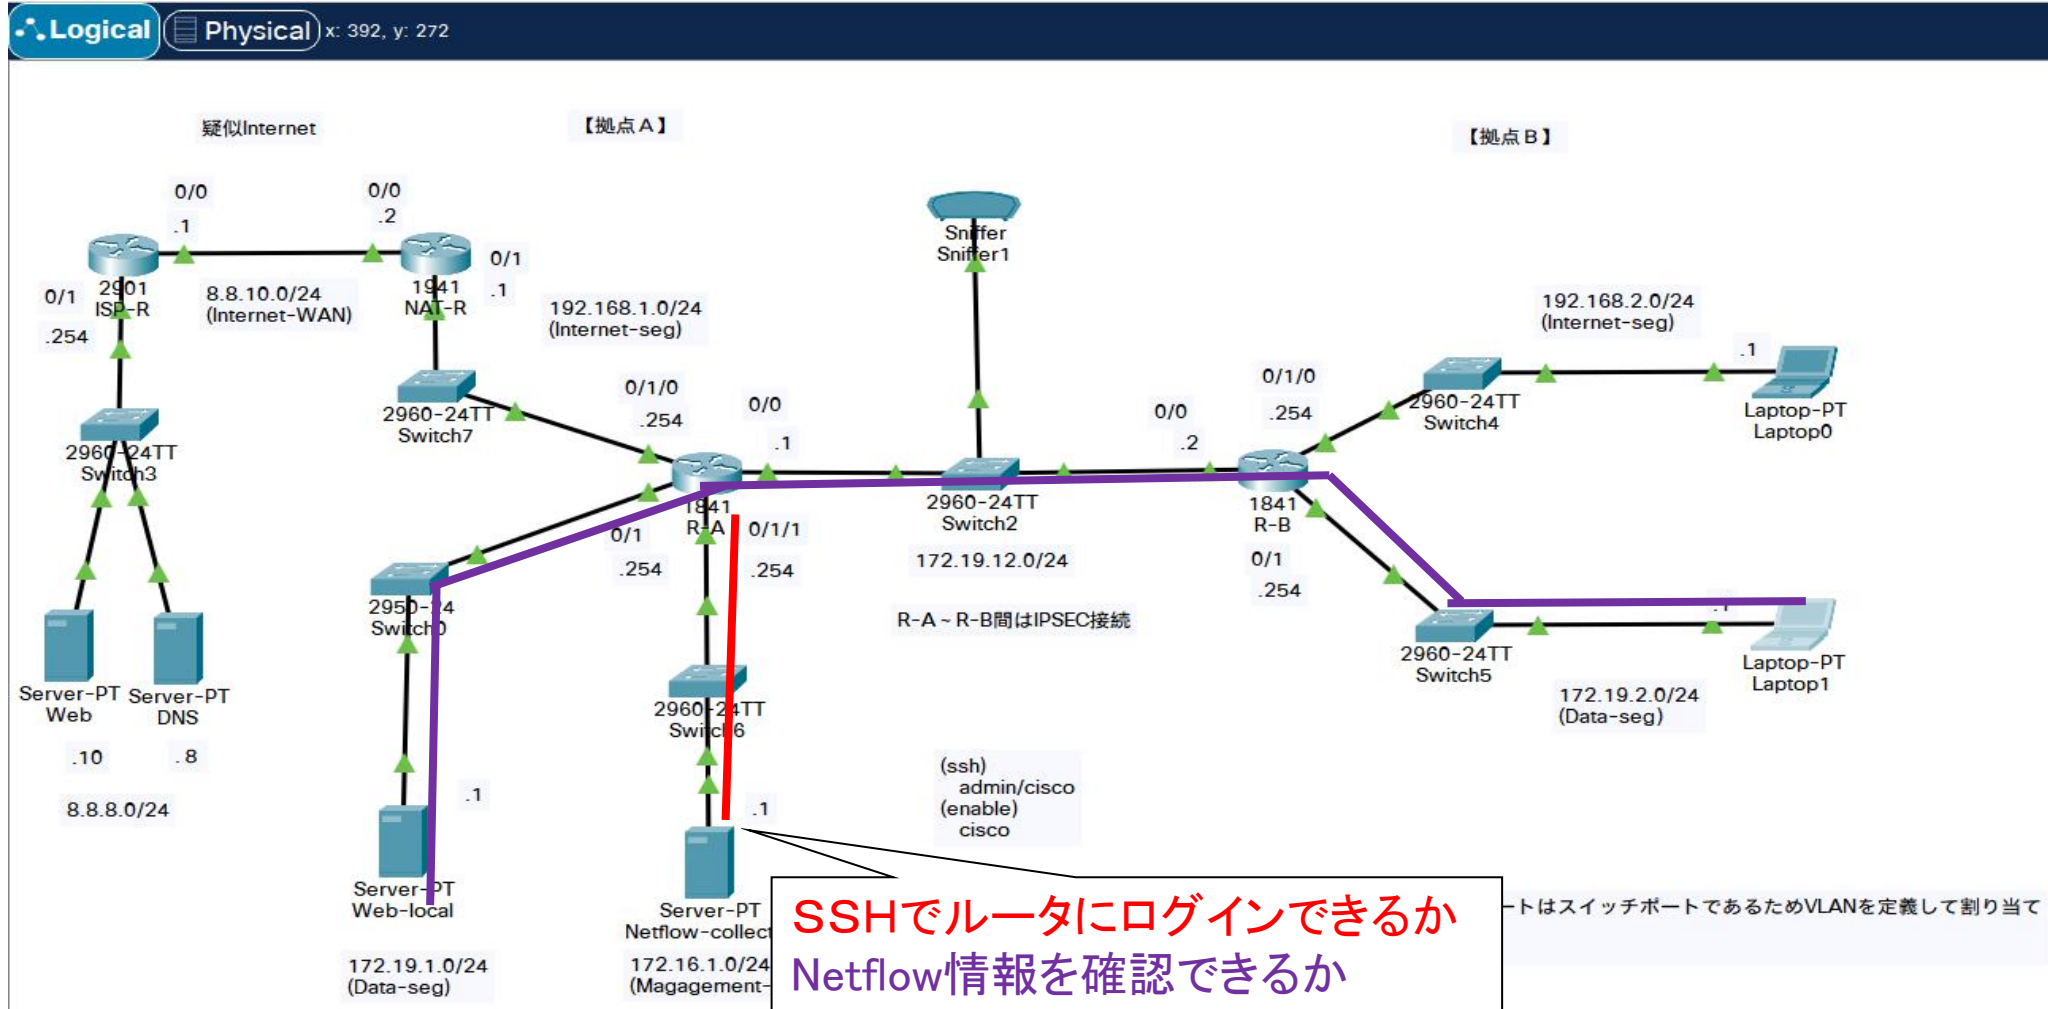 Logical
Physical
x: 392, y: 272
疑似Internet
【拠点A】
【拠点B】
0/0
.1
0/0
.2
0/1
.254
2901
ISP-R
8.8.10.0/24
(Internet-WAN)
1941
NAT-R
0/1
.1
192.168.1.0/24
(Internet-seg)
Sniffer
Sniffer1
192.168.2.0/24
(Internet-seg)
.1
Laptop-PT
Laptop0
2960-24TT
Switch3
2960-24TT
Switch7
0/1/0
.254
0/0
.1
0/0
.2
0/1/0
.254
2960-24TT
Switch4
1841
R-A
0/1
.254
0/1/1
.254
2960-24TT
Switch2
172.19.12.0/24
R-A~R-B間はIPSEC接続
1841
R-B
0/1
.254
2960-24TT
Switch5
.1
Laptop-PT
Laptop1
172.19.2.0/24
(Data-seg)
2950-24
Switch0
2960-24TT
Switch6
Server-PT
Web
.10
Server-PT
DNS
.8
8.8.8.0/24
.1
Server-PT
Web-local
172.19.1.0/24
(Data-seg)
.1
Server-PT
Netflow-collect
172.16.1.0/24
(Magagement-
(ssh)
admin/cisco
(enable)
cisco
SSHでルータにログインできるか
Netflow情報を確認できるか
ートはスイッチポートであるためVLANを定義して割り当て